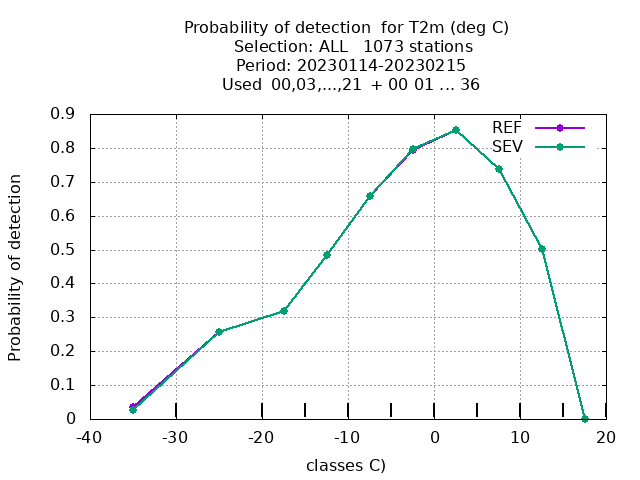 Probability of detection  for T2m (deg C)
Selection: ALL   1073 stations
Period: 20230114-20230215
Used  00,03,...,21  + 00 01 ... 36
REF
SEV
Probability of detection
0.9
0.8
0.7
0.6
0.5
0.4
0.3
0.2
0.1
0
-40 -30 -20 -10 0 10 20
classes C)